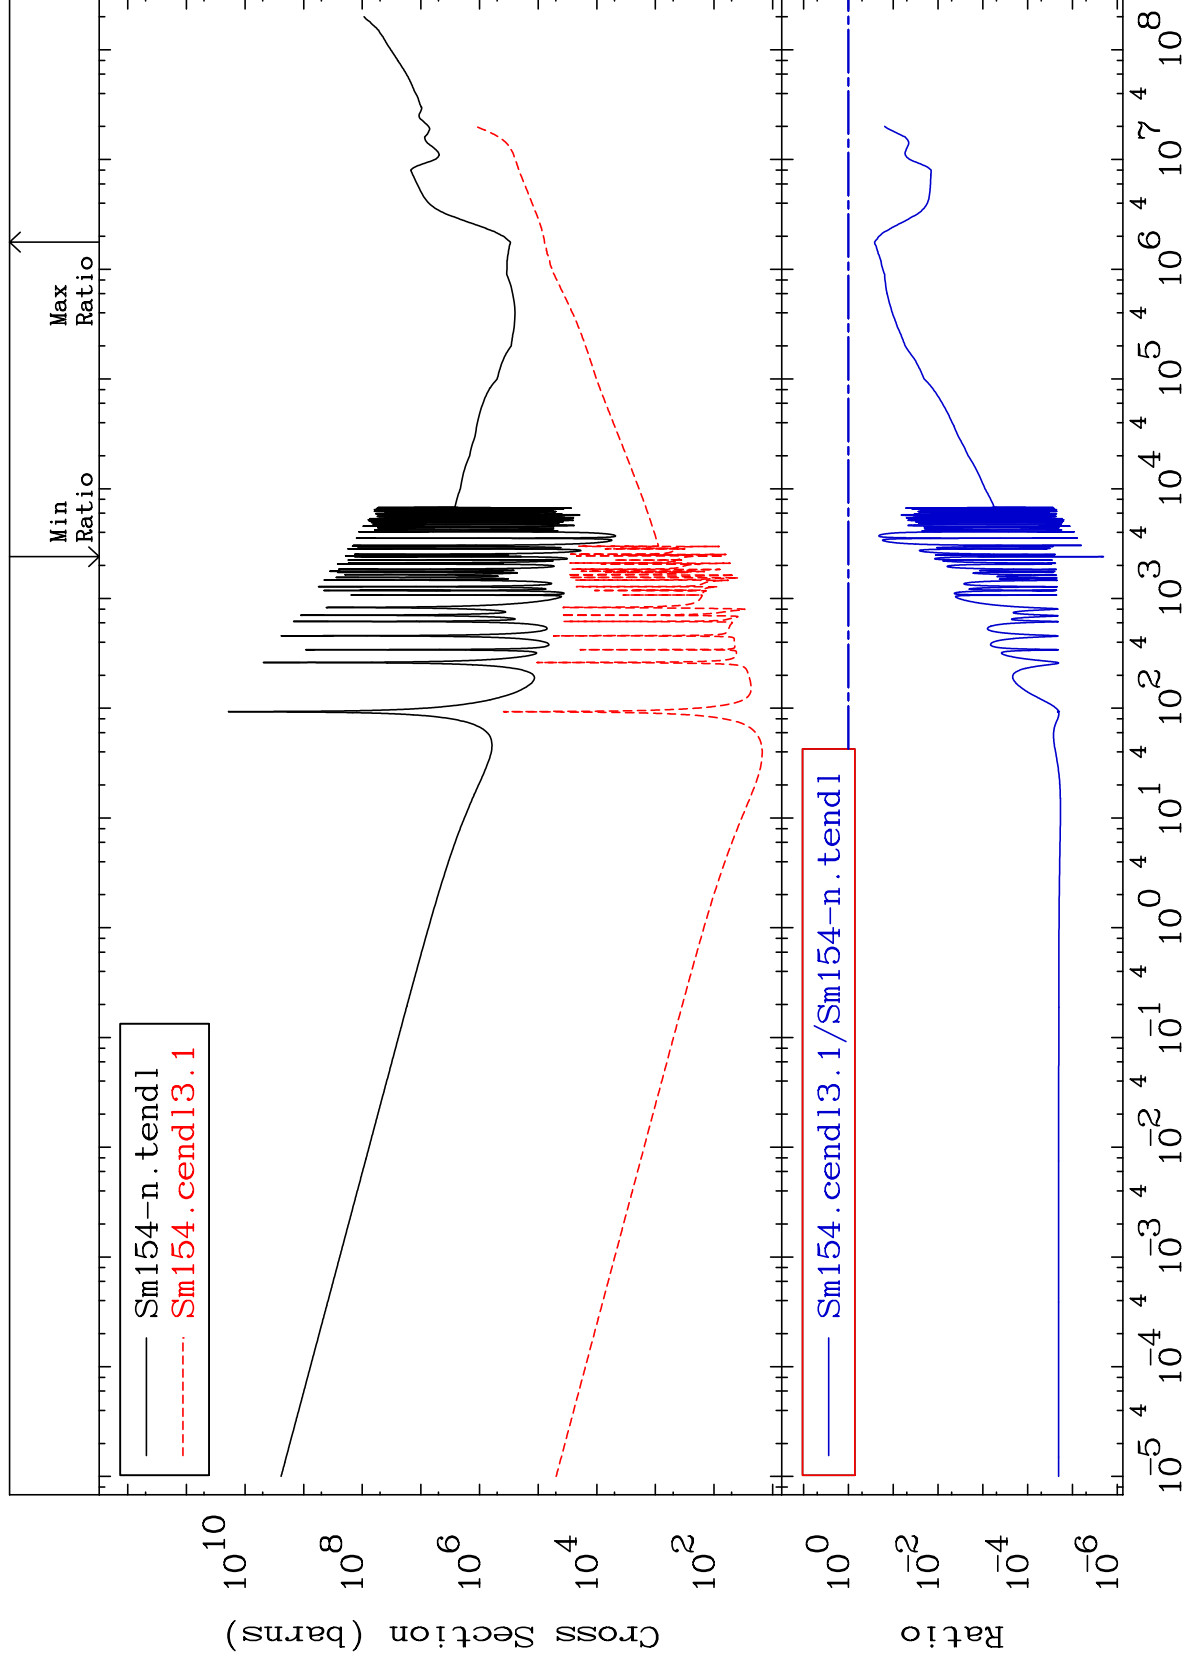 Min
Ratio
Max
Ratio
Sm154-n.tendl
Sm154.cendl3.1
Cross Section (barns)
10^10
10^8
10^6
10^4
10^2
Sm154.cendl3.1/Sm154-n.tendl
Ratio
10^0
10^-2
10^-4
10^-6
10^-5 4 10^-4 4 10^-3 4 10^-2 4 10^-1 4 10^0 4 10^1 4 10^2 4 10^3 4 10^4 4 10^5 4 10^6 4 10^7 4 10^8